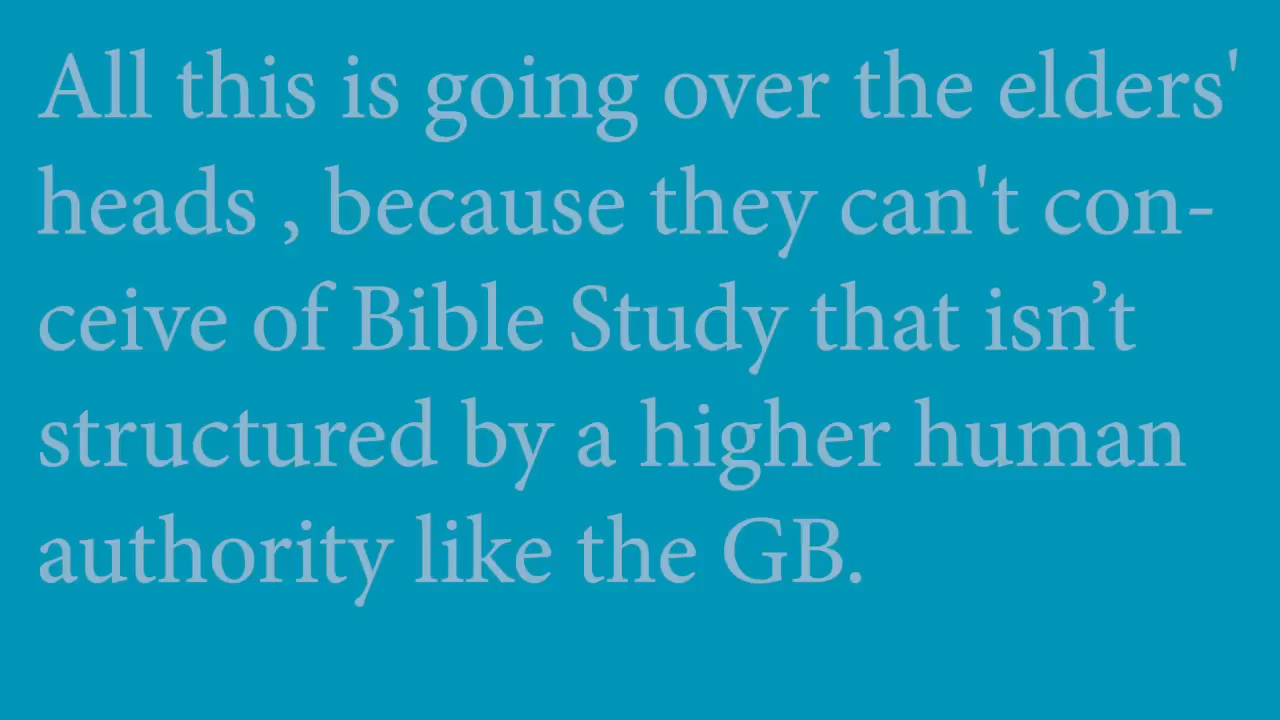 All this is going over the elders'
heads , because they can't con-
ceive of Bible Study that isn’t
structured by a higher human
authority like the GB.